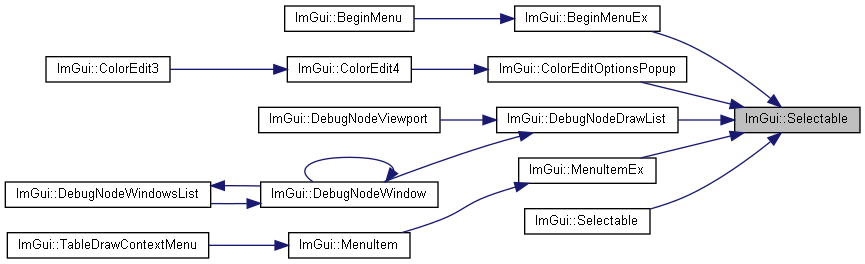 ImGui::BeginMenu
ImGui::BeginMenuEx
ImGui::ColorEdit3
ImGui::ColorEdit4
ImGui::ColorEditOptionsPopup
ImGui::DebugNodeViewport
ImGui::DebugNodeDrawList
ImGui::Selectable
ImGui::MenuItemEx
ImGui::DebugNodeWindowsList
ImGui::DebugNodeWindow
ImGui::Selectable
ImGui::TableDrawContextMenu
ImGui::MenuItem